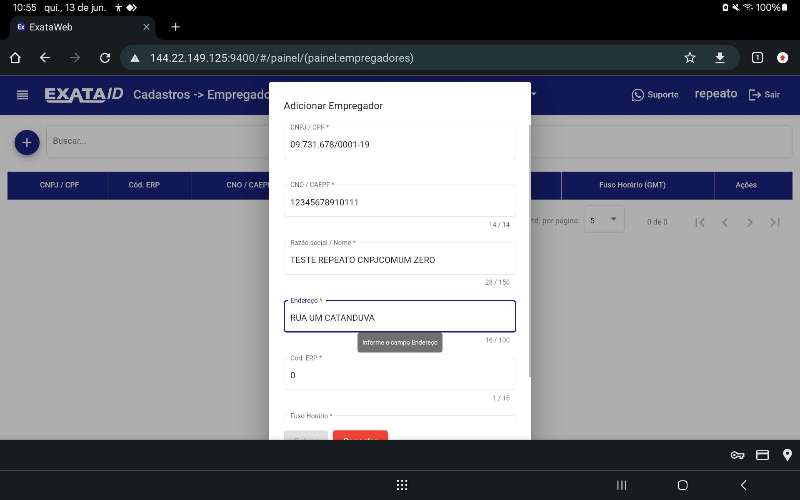 10:55 qui., 13 de jun.
100%
Ex ExataWeb
144.22.149.125:9400/#/painel/(painel:empregadores)
1
EXATAID Cadastros -> Empregado
Suporte
repeato
Sair
Buscar...
CNPJ / CPF
Cód. ERP
CNO / CAEPF
Fuso Horário (GMT)
Ações
por página: 5
0 de 0
Adicionar Empregador
CNPJ / CPF *
09.731.678/0001-19
CNO / CAEPF *
12345678910111
14 / 14
Razão social / Nome *
TESTE REPEATO CNPJCOMUM ZERO
28 / 150
Endereço *
RUA UM CATANDUVA
Informe o campo Endereço
16 / 100
Cód. ERP *
0
1 / 16
Fuso Horário *